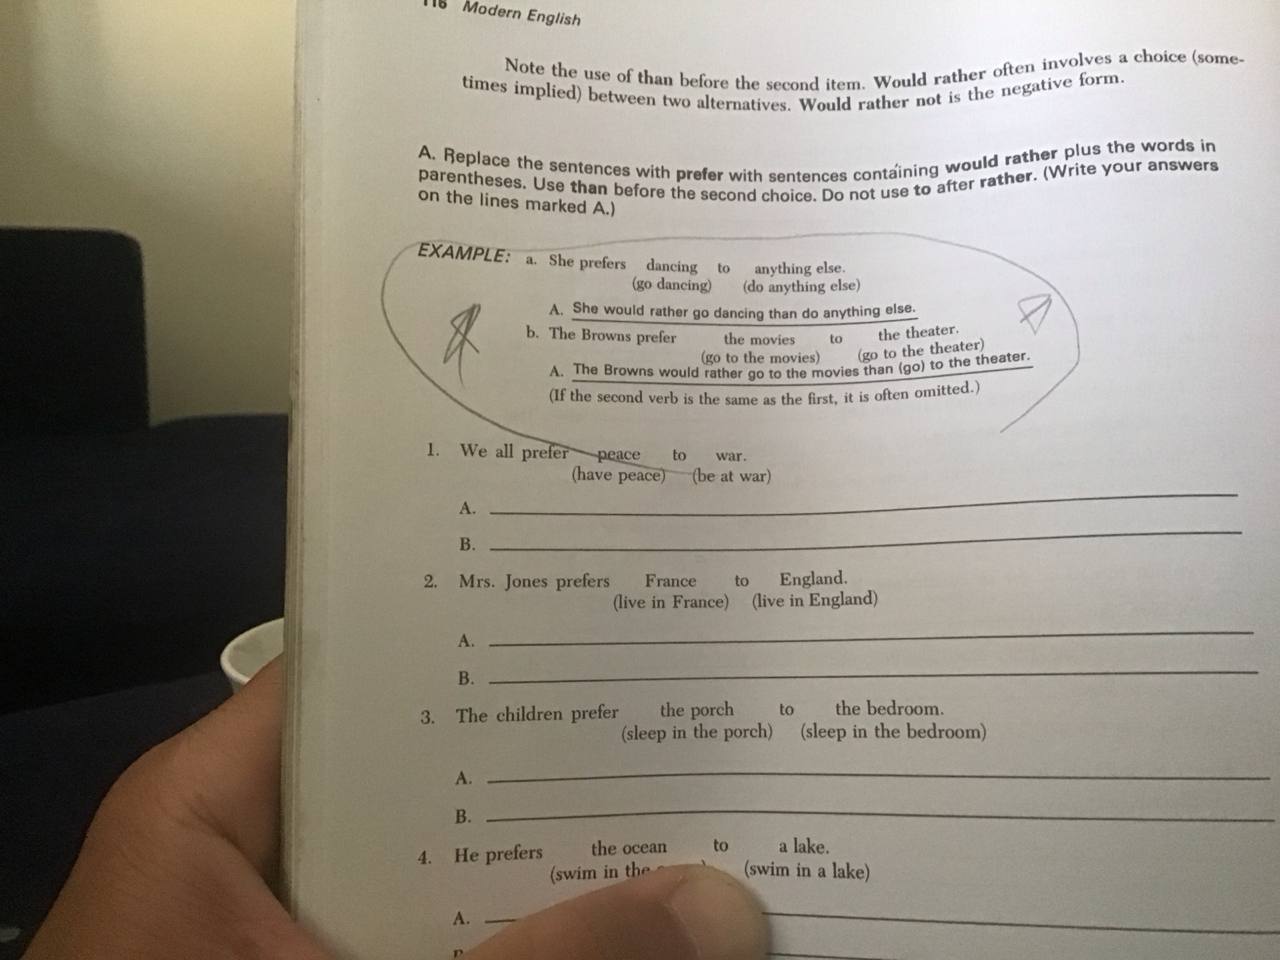 116 Modern English
Note the use of than before the second item. Would rather often involves a choice (some-
times implied) between two alternatives. Would rather not is the negative form.
A. Replace the sentences with prefer with sentences containing would rather plus the words in
parentheses. Use than before the second choice. Do not use to after rather. (Write your answers
on the lines marked A.)
EXAMPLE: a. She prefers dancing to anything else.
(go dancing) (do anything else)
A. She would rather go dancing than do anything else.
b. The Browns prefer the movies to the theater.
(go to the movies) (go to the theater)
A. The Browns would rather go to the movies than (go) to the theater.
(If the second verb is the same as the first, it is often omitted.)
1. We all prefer peace to war.
(have peace) (be at war)
A.
B.
2. Mrs. Jones prefers France to England.
(live in France) (live in England)
A.
B.
3. The children prefer the porch to the bedroom.
(sleep in the porch) (sleep in the bedroom)
A.
B.
4. He prefers the ocean to a lake.
(swim in the (swim in a lake)
A.